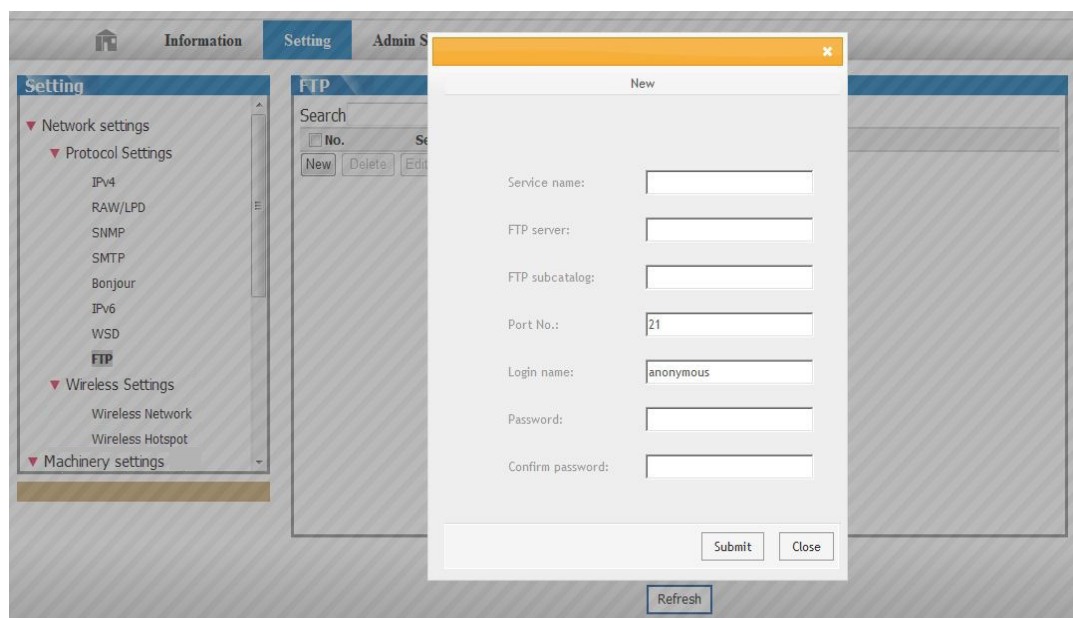 Information
Setting
Admin S
Setting
Network settings
Protocol Settings
IPv4
RAW/LPD
SNMP
SMTP
Bonjour
IPv6
WSD
FTP
Wireless Settings
Wireless Network
Wireless Hotspot
Machinery settings
FTP
Search
No. Se
New Delete Edit
New
Service name:
FTP server:
FTP subcatalog:
Port No.: 21
Login name: anonymous
Password:
Confirm password:
Submit Close
Refresh